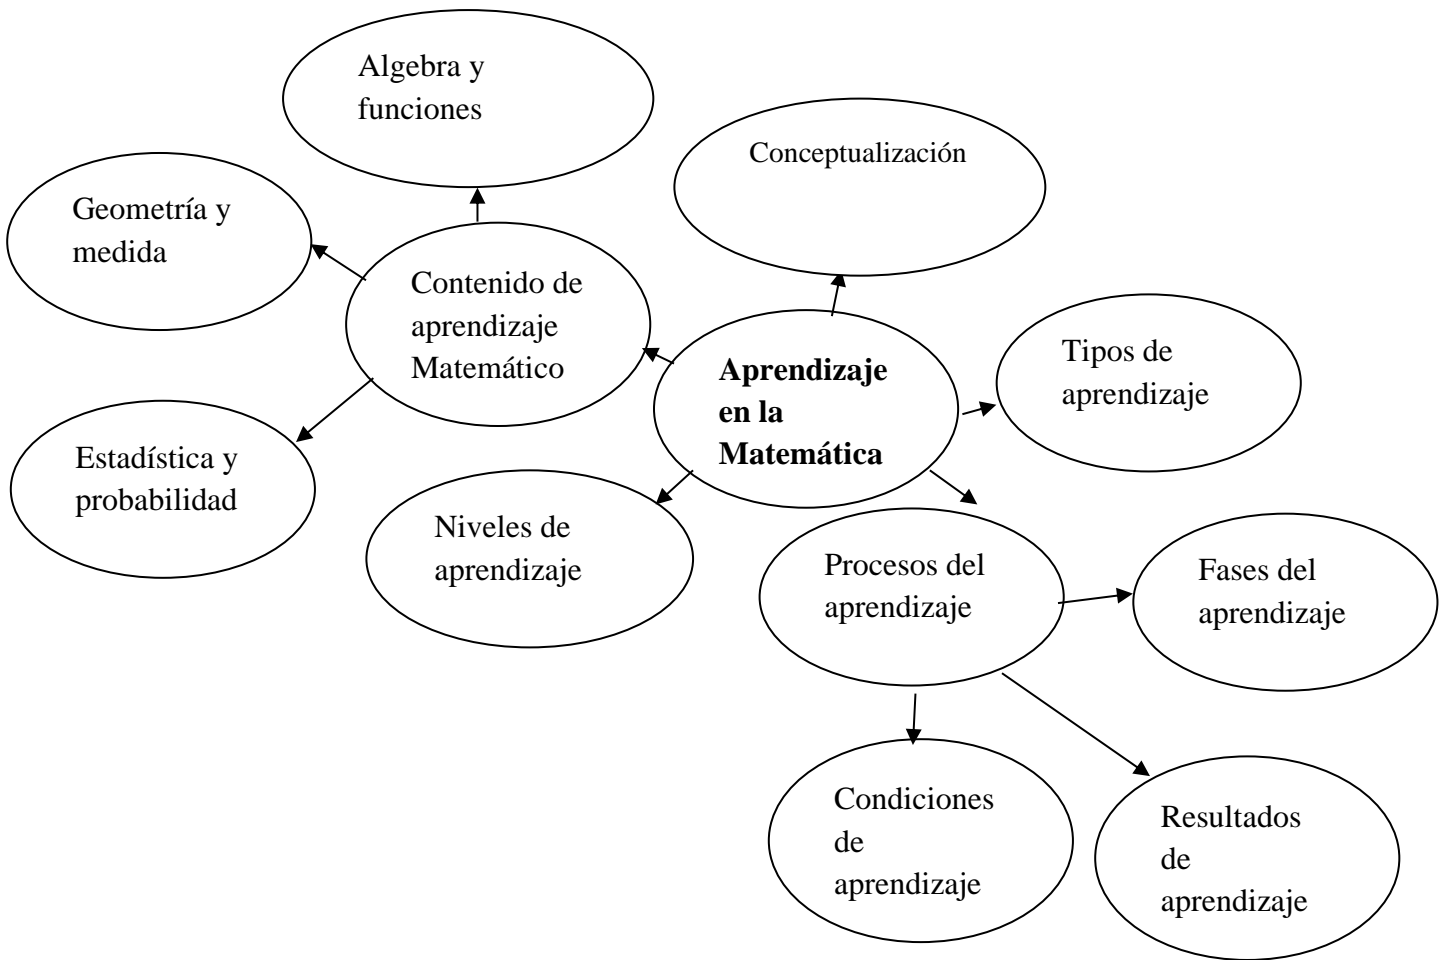 Algebra y
funciones
Conceptualización
Geometría y
medida
Contenido de
aprendizaje
Matemático
Tipos de
aprendizaje
Aprendizaje
en la
Matemática
Estadística y
probabilidad
Niveles de
aprendizaje
Procesos del
aprendizaje
Fases del
aprendizaje
Condiciones
de
aprendizaje
Resultados
de
aprendizaje